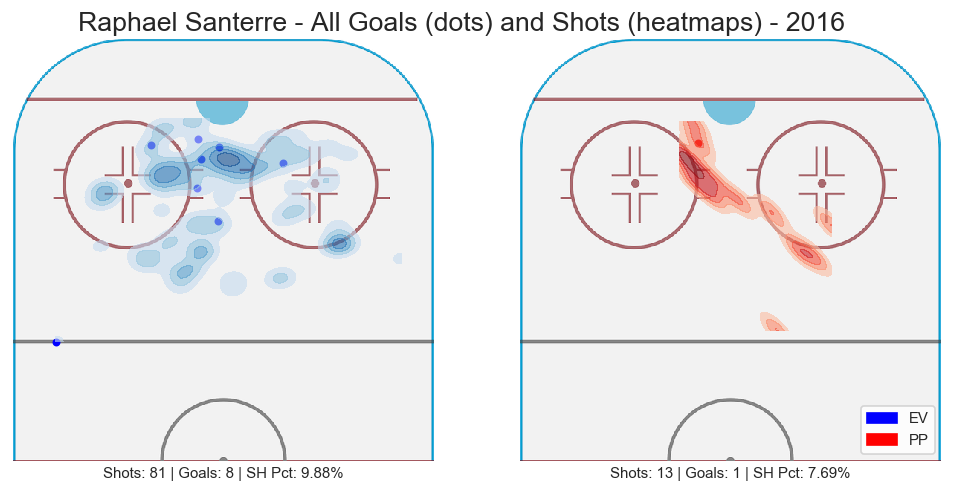 Raphael Santerre - All Goals (dots) and Shots (heatmaps) - 2016
EV
PP
Shots: 81 | Goals: 8 | SH Pct: 9.88%
Shots: 13 | Goals: 1 | SH Pct: 7.69%